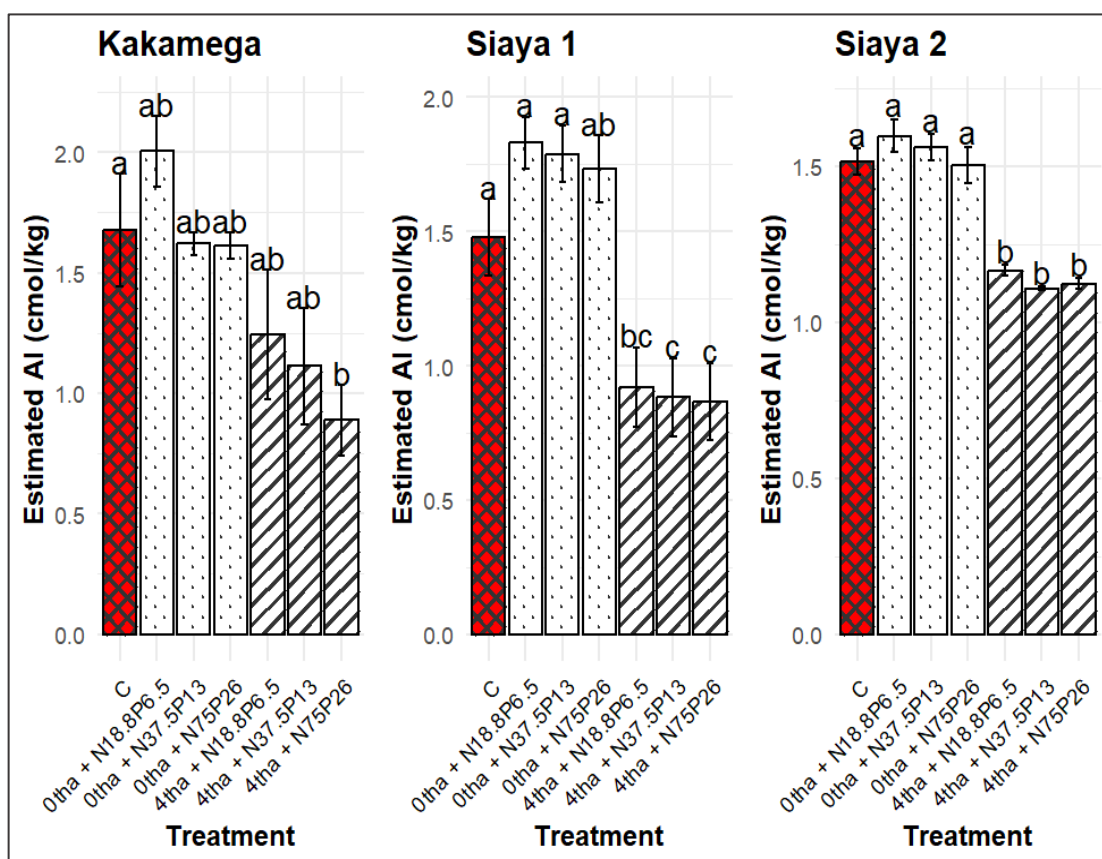 Kakamega
Siaya 1
Siaya 2
Estimated Al (cmol/kg)
2.0
1.5
1.0
0.5
0.0
a
ab
ab
ab
ab
ab
b
C
0tha + N18.8P6.5
0tha + N37.5P13
0tha + N75P26
4tha + N18.8P6.5
4tha + N37.5P13
4tha + N75P26
Treatment
Estimated Al (cmol/kg)
2.0
1.5
1.0
0.5
0.0
a
a
a
ab
bc
c
c
C
0tha + N18.8P6.5
0tha + N37.5P13
0tha + N75P26
4tha + N18.8P6.5
4tha + N37.5P13
4tha + N75P26
Treatment
Estimated Al (cmol/kg)
1.5
1.0
0.5
0.0
a
a
a
a
b
b
b
C
0tha + N18.8P6.5
0tha + N37.5P13
0tha + N75P26
4tha + N18.8P6.5
4tha + N37.5P13
4tha + N75P26
Treatment